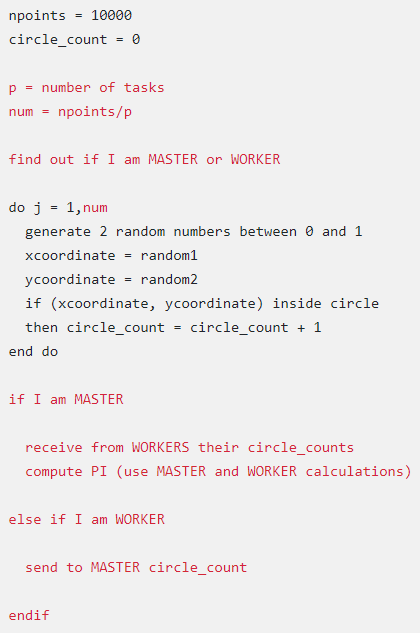 npoints = 10000
circle_count = 0
p = number of tasks
num = npoints/p
find out if I am MASTER or WORKER
do j = 1,num
generate 2 random numbers between 0 and 1
xcoordinate = random1
ycoordinate = random2
if (xcoordinate, ycoordinate) inside circle
then circle_count = circle_count + 1
end do
if I am MASTER
receive from WORKERS their circle_counts
compute PI (use MASTER and WORKER calculations)
else if I am WORKER
send to MASTER circle_count
endif